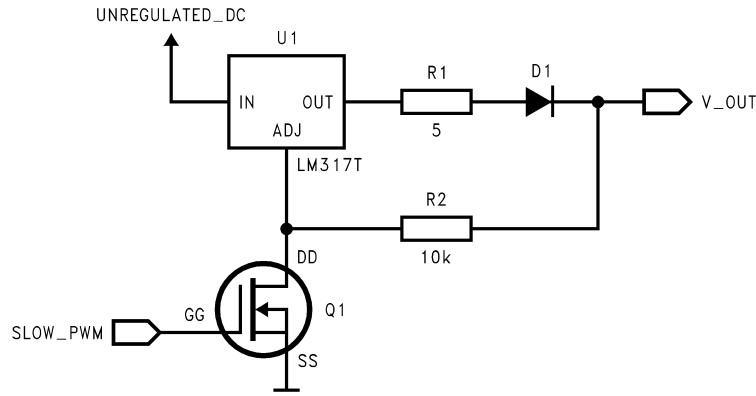 UNREGULATED_DC
U1
IN
OUT
ADJ
LM317T
R1
5
D1
V_OUT
R2
10k
DD
GG
Q1
SLOW_PWM
SS